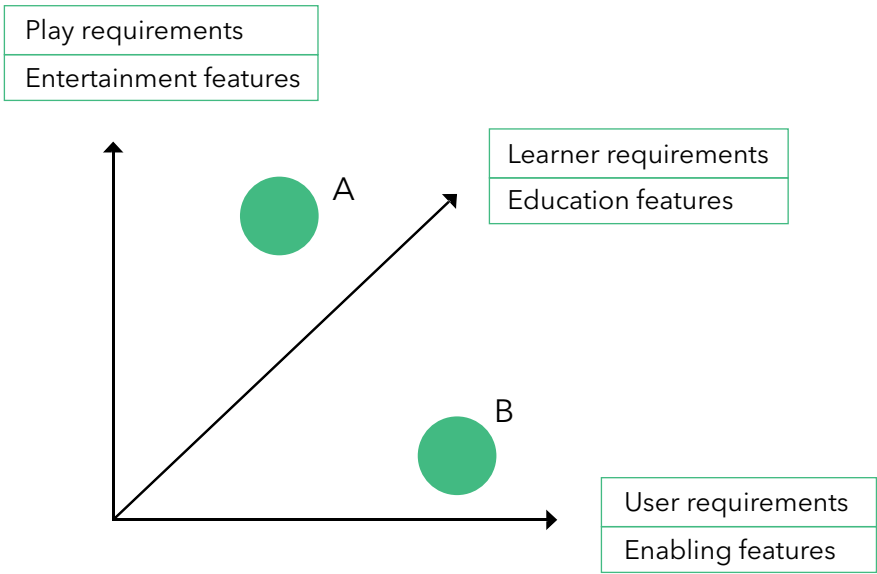 Play requirements
Entertainment features
Learner requirements
Education features
A
B
User requirements
Enabling features